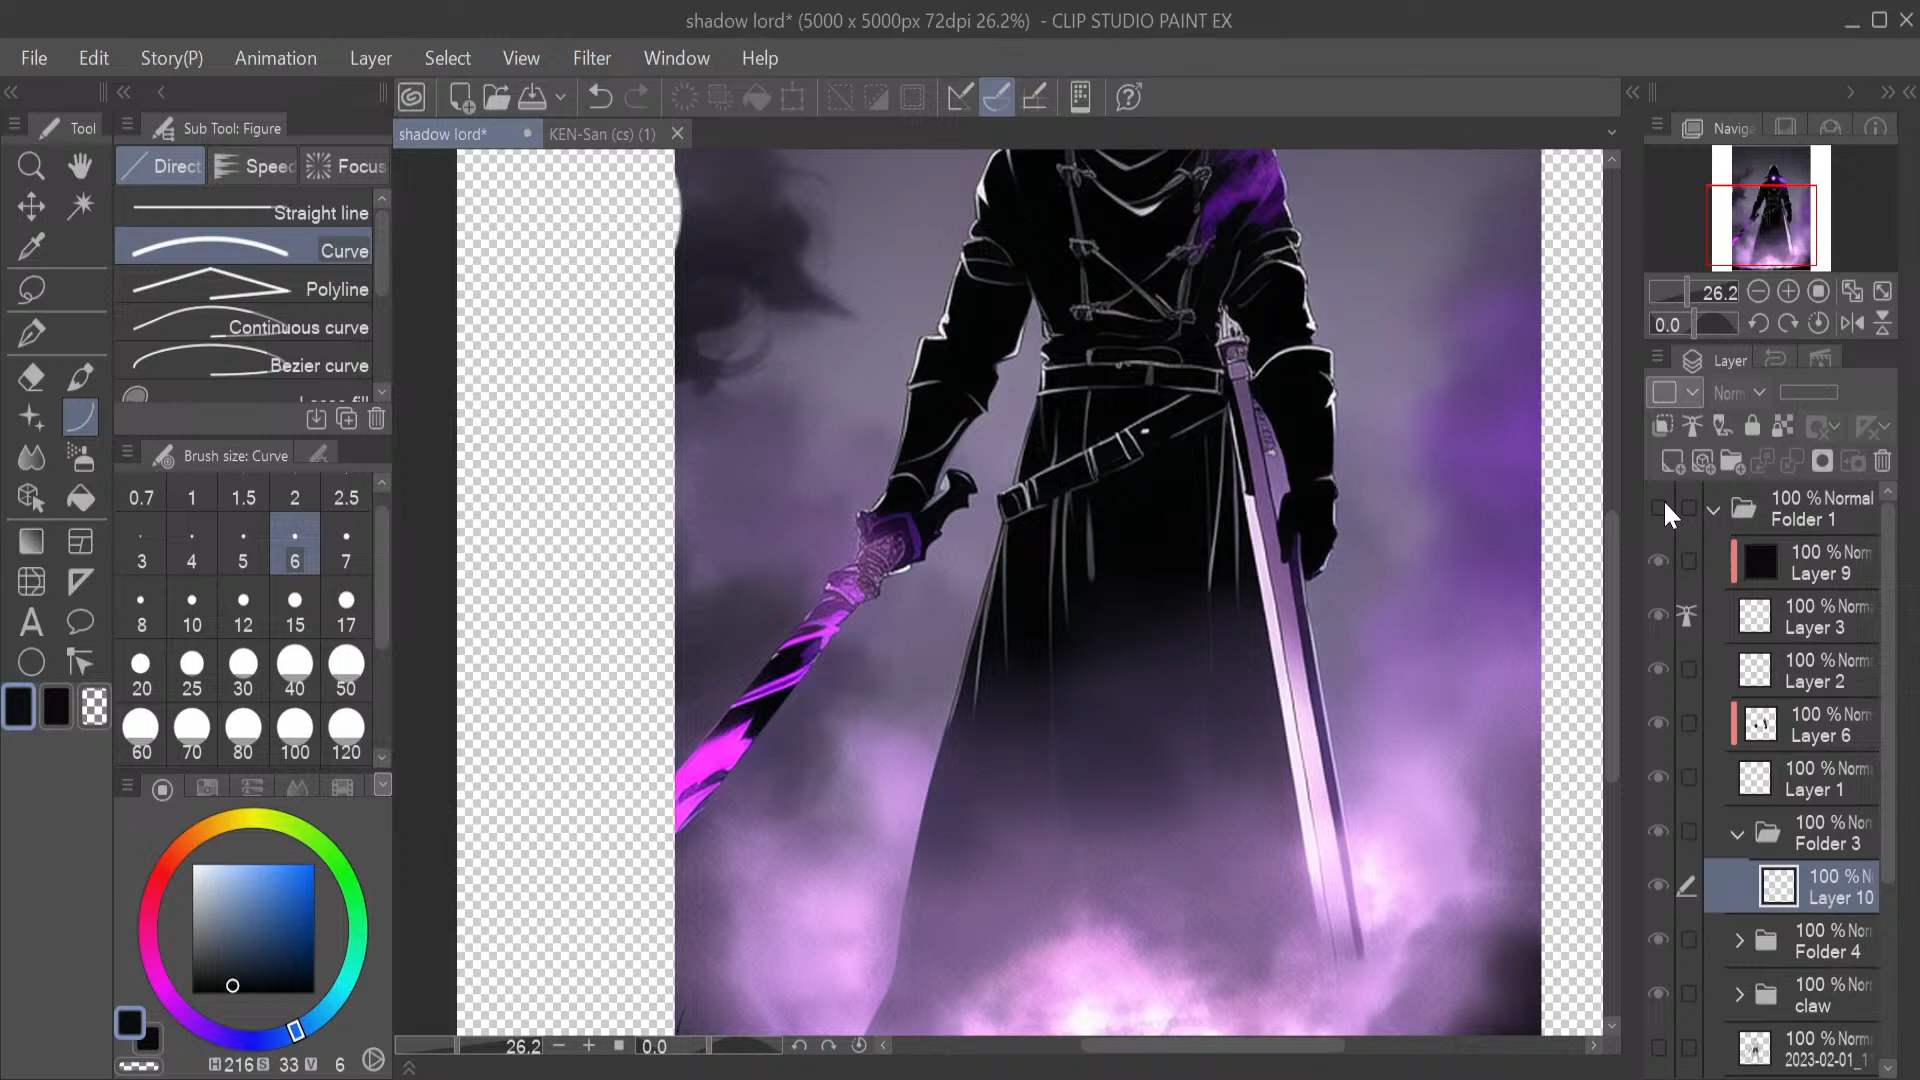 shadow lord* (5000 x 5000px 72dpi 26.2%) - CLIP STUDIO PAINT EX
File Edit Story(P) Animation Layer Select View Filter Window Help
Tool
Sub Tool: Figure
shadow lord*
KEN-San (cs) (1)
Naviga
Direct Speed Focus
Straight line
Curve
Polyline
Continuous curve
Bezier curve
26.2
0.0
Layer
Norm
Brush size: Curve
0.7 1 1.5 2 2.5
3 4 5 6 7
8 10 12 15 17
20 25 30 40 50
60 70 80 100 120
100 % Normal
Folder 1
100 % Norm
Layer 9
100 % Norm
Layer 3
100 % Norm
Layer 2
100 % Norm
Layer 6
100 % Norm
Layer 1
100 % Nor
Folder 3
100 % N
Layer 10
100 % Nor
Folder 4
100 % Nor
claw
100 % Norm
2023-02-01_1
H 216 S 33 V 6
26.2
0.0